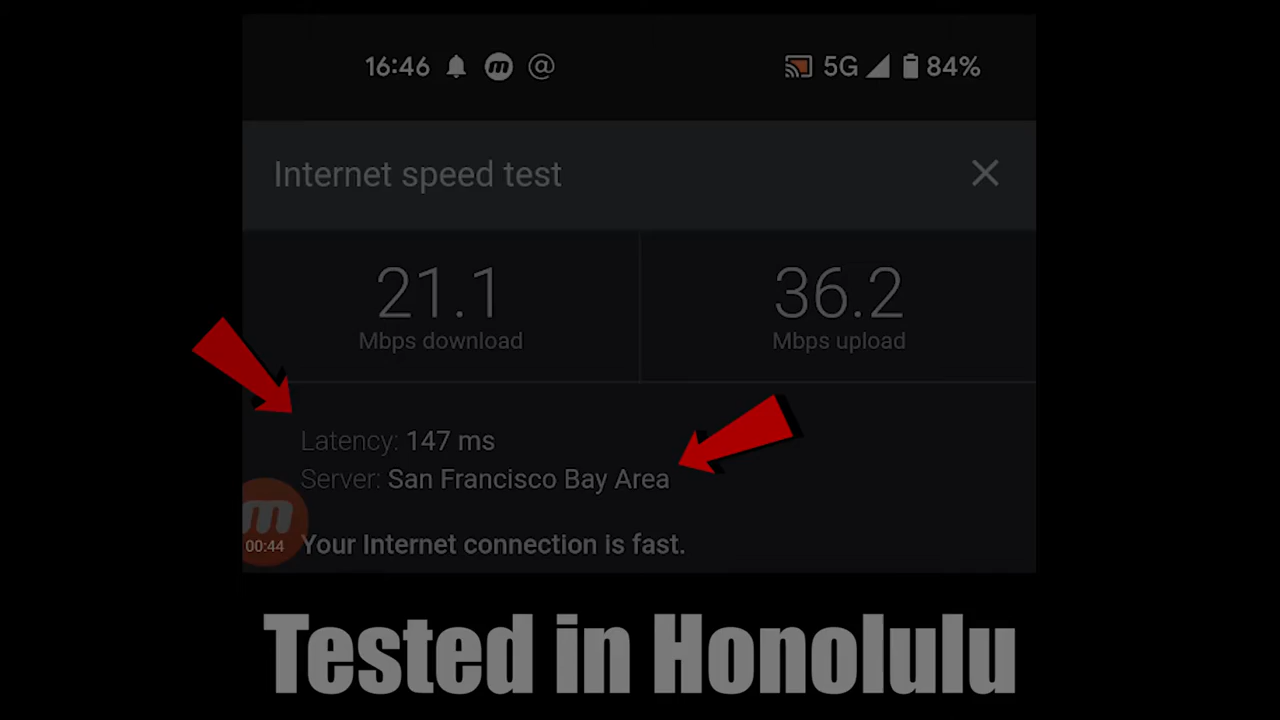 16:46 m @ 5G 84%
Internet speed test
21.1 36.2
Mbps download Mbps upload
Latency: 147 ms
Server: San Francisco Bay Area
m
00:44 Your Internet connection is fast.
Tested in Honolulu